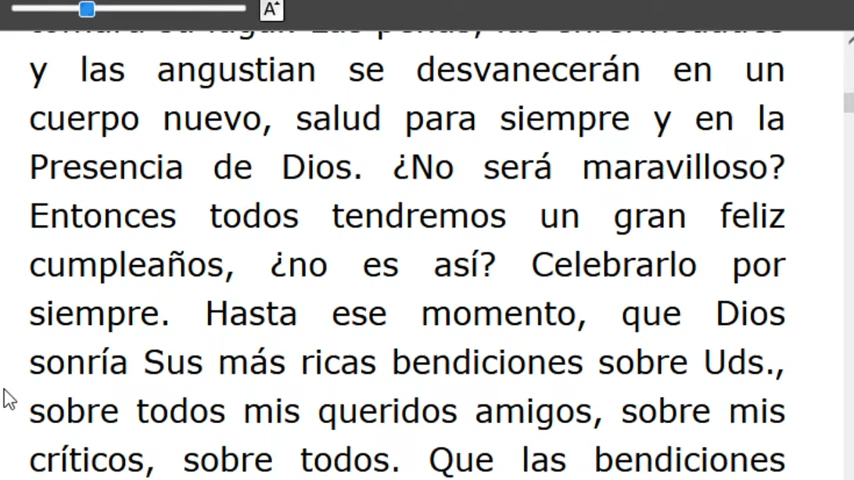 A
y las angustian se desvanecerán en un
cuerpo nuevo, salud para siempre y en la
Presencia de Dios. ¿No será maravilloso?
Entonces todos tendremos un gran feliz
cumpleaños, ¿no es así? Celebrarlo por
siempre. Hasta ese momento, que Dios
sonría Sus más ricas bendiciones sobre Uds.,
sobre todos mis queridos amigos, sobre mis
críticos, sobre todos. Que las bendiciones